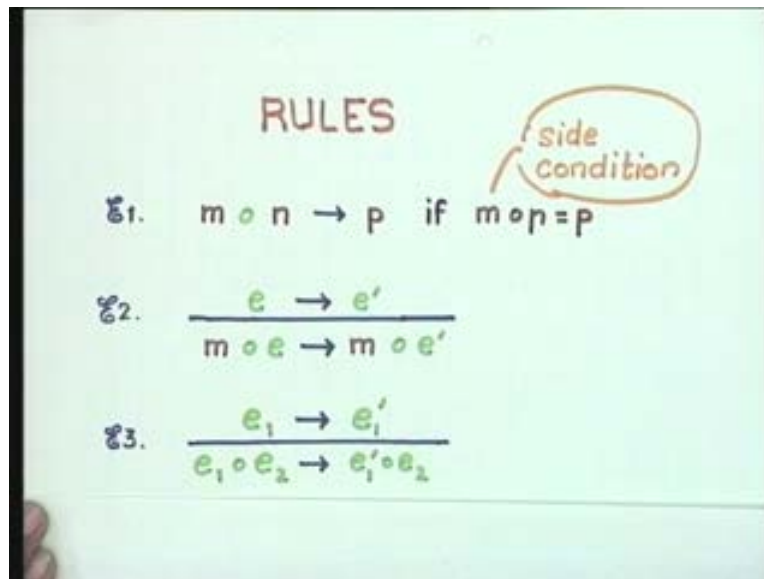 RULES
side
condition
ℰ1. m o n → p if m o n = p
e → e′
ℰ2.
m o e → m o e′
e₁ → e₁′
ℰ3.
e₁ o e₂ → e₁′ o e₂